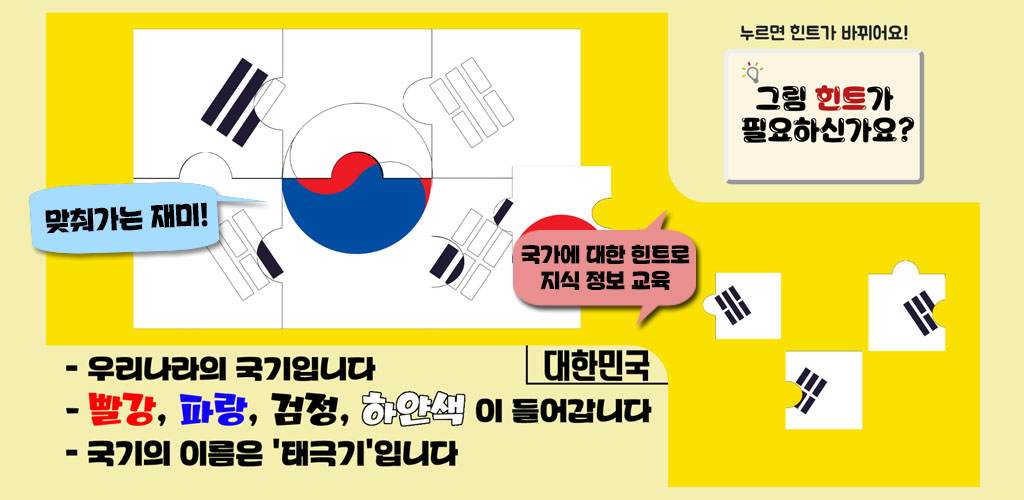 누르면 힌트가 바뀌어요!
그림 힌트가
필요하신가요?
맞춰가는 재미!
국가에 대한 힌트로
지식 정보 교육
대한민국
- 우리나라의 국기입니다
- 빨강, 파랑, 검정, 하얀색 이 들어갑니다
- 국기의 이름은 '태극기'입니다